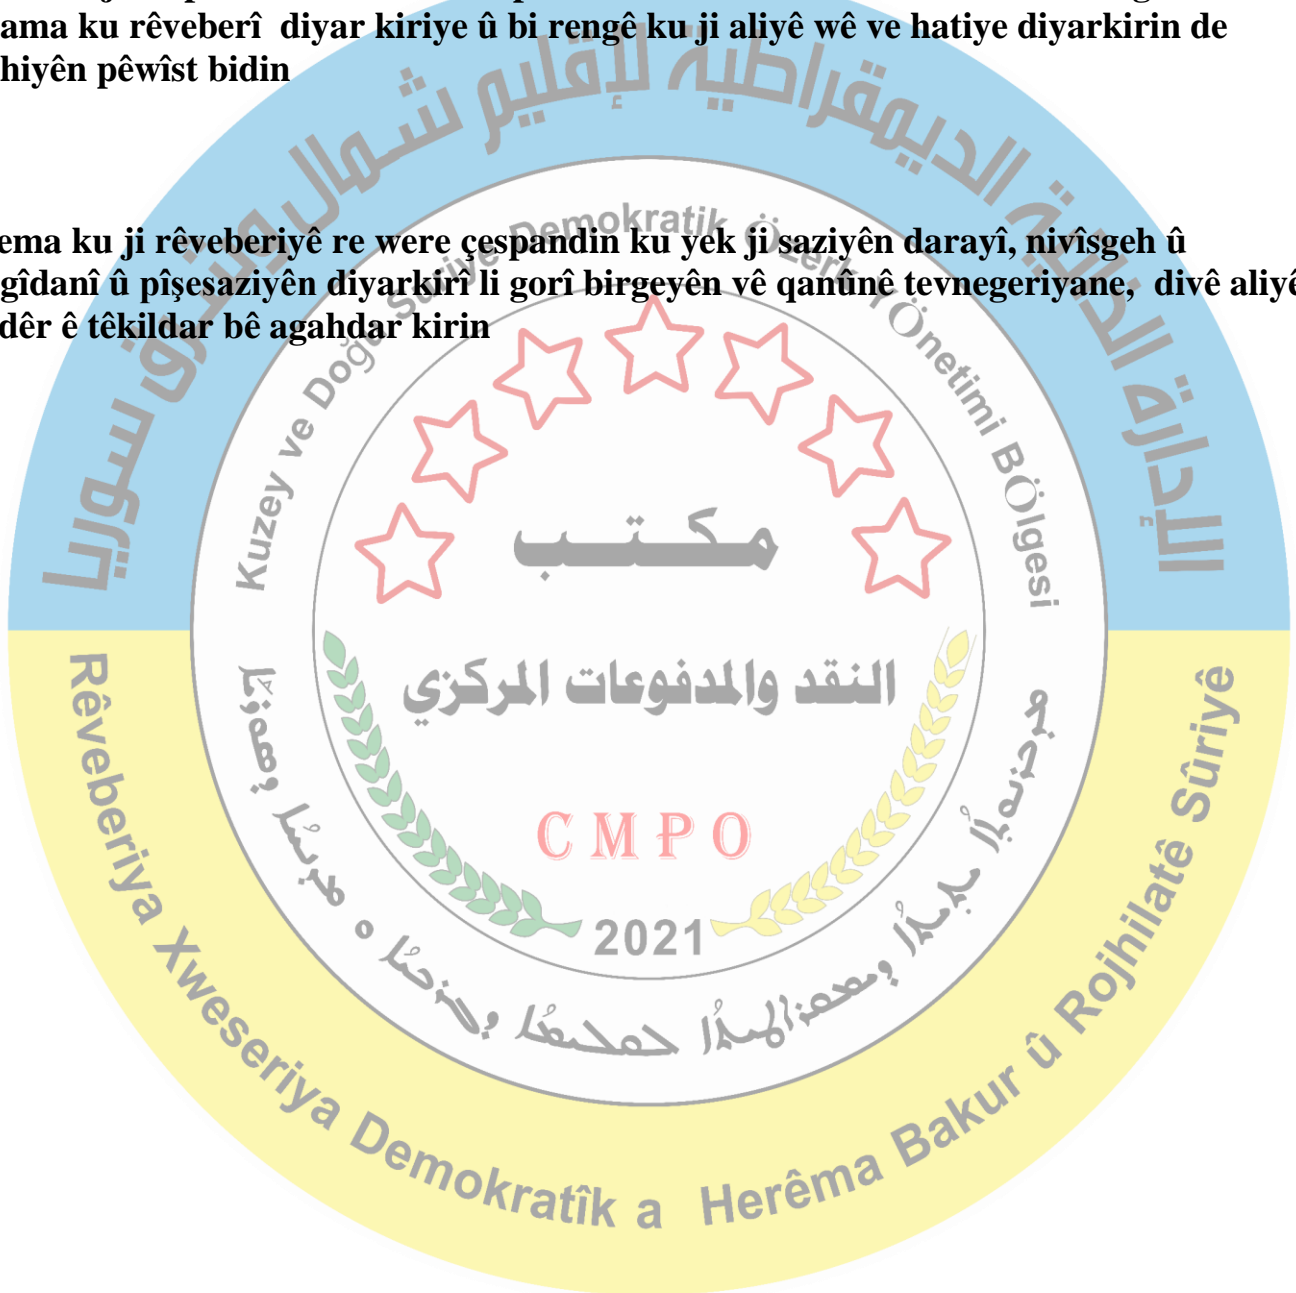 ama ku rêveberî diyar kiriye û bi rengê ku ji aliyê wê ve hatiye diyarkirin de
hiyên pêwîst bidin
الإدارة الذاتية الديمقراطية لإقليم شمال وشرق سوريا
Kuzey ve Doğu Suriye Demokratik Özerk YÖnetimi BÖlgesi
ema ku ji rêveberiyê re were çespandin ku yek ji saziyên darayî, nivîsgeh û
gîdanî û pîşesaziyên diyarkirî li gorî birgeyên vê qanûnê tevnegeriyane, divê aliyê
dêr ê têkildar bê agahdar kirin
مكتب
النقد والمدفوعات المركزي
C M P O
2021
Rêveberiya Xweseriya Demokratîk a Herêma Bakur û Rojhilatê Sûriyê